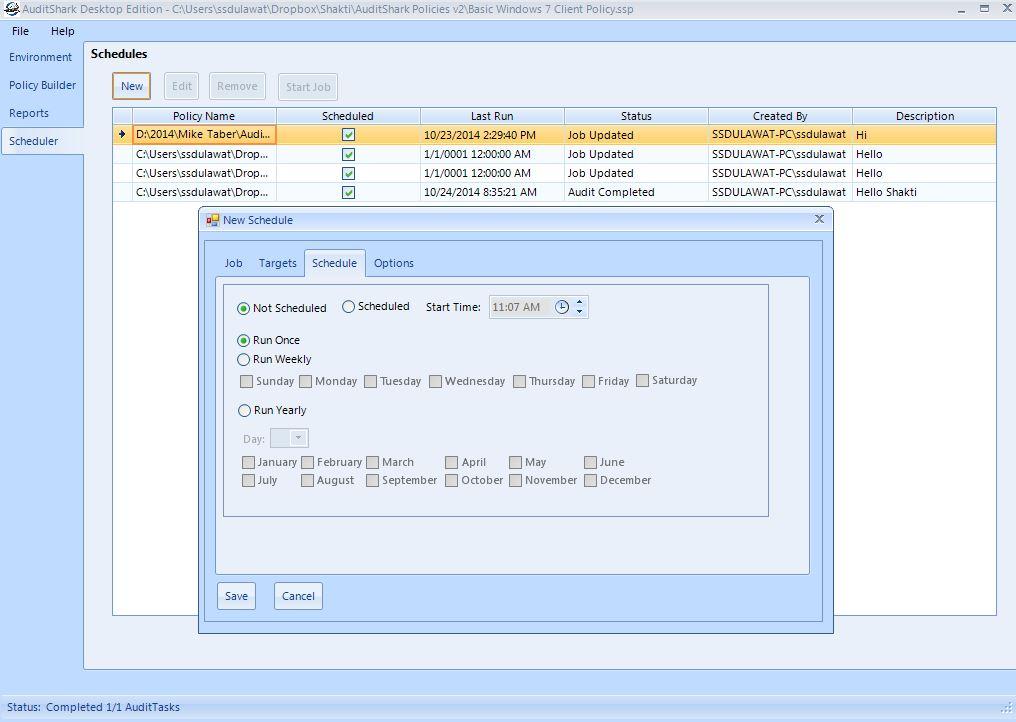 AuditShark Desktop Edition - C:\Users\ssdulawat\Dropbox\Shakti\AuditShark Policies v2\Basic Windows 7 Client Policy.ssp
File Help
Environment
Policy Builder
Reports
Scheduler
Schedules
New Edit Remove Start Job
Policy Name Scheduled Last Run Status Created By Description
D:\2014\Mike Taber\Audi... 10/23/2014 2:29:40 PM Job Updated SSDULAWAT-PC\ssdulawat Hi
C:\Users\ssdulawat\Drop... 1/1/0001 12:00:00 AM Job Updated SSDULAWAT-PC\ssdulawat Hello
C:\Users\ssdulawat\Drop... 1/1/0001 12:00:00 AM Job Updated SSDULAWAT-PC\ssdulawat Hello
C:\Users\ssdulawat\Drop... 10/24/2014 8:35:21 AM Audit Completed SSDULAWAT-PC\ssdulawat Hello Shakti
New Schedule
Job Targets Schedule Options
Not Scheduled Scheduled Start Time: 11:07 AM
Run Once
Run Weekly
Sunday Monday Tuesday Wednesday Thursday Friday Saturday
Run Yearly
Day:
January February March April May June
July August September October November December
Save Cancel
Status: Completed 1/1 AuditTasks